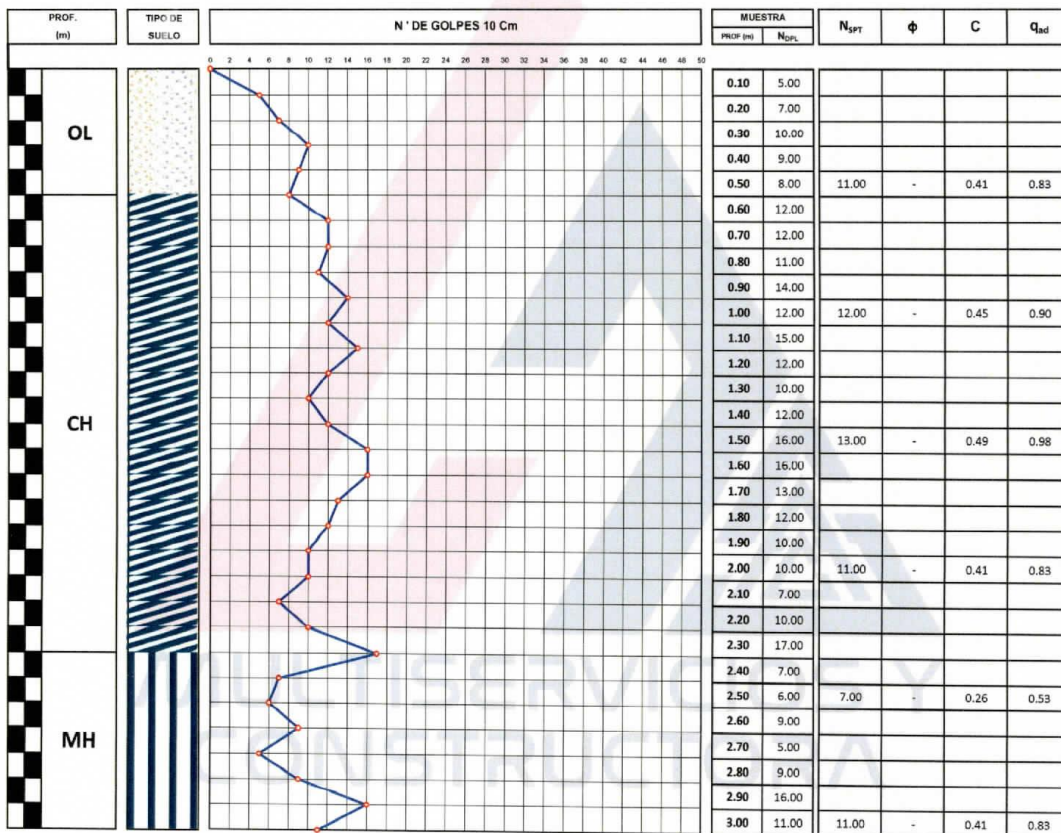 PROF. (m) TIPO DE SUELO N ' DE GOLPES 10 Cm MUESTRA N_SPT ϕ C q_ad
PROF (m) N_DPL
0 2 4 6 8 10 12 14 16 18 20 22 24 26 28 30 32 34 36 38 40 42 44 46 48 50
OL
CH
MH
0.10 5.00
0.20 7.00
0.30 10.00
0.40 9.00
0.50 8.00 11.00 - 0.41 0.83
0.60 12.00
0.70 12.00
0.80 11.00
0.90 14.00
1.00 12.00 12.00 - 0.45 0.90
1.10 15.00
1.20 12.00
1.30 10.00
1.40 12.00
1.50 16.00 13.00 - 0.49 0.98
1.60 16.00
1.70 13.00
1.80 12.00
1.90 10.00
2.00 10.00 11.00 - 0.41 0.83
2.10 7.00
2.20 10.00
2.30 17.00
2.40 7.00
2.50 6.00 7.00 - 0.26 0.53
2.60 9.00
2.70 5.00
2.80 9.00
2.90 16.00
3.00 11.00 11.00 - 0.41 0.83
MULTISERVICIOS Y
CONSTRUCTORA